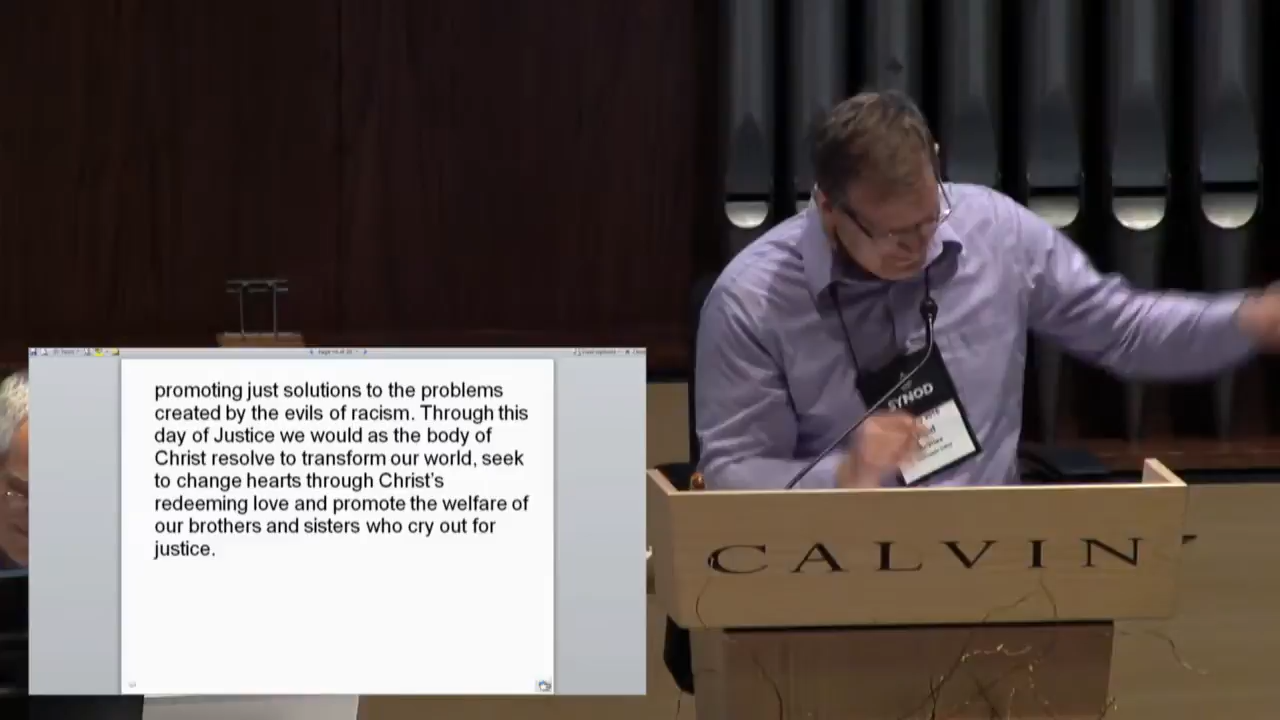 promoting just solutions to the problems
created by the evils of racism. Through this
day of Justice we would as the body of
Christ resolve to transform our world, seek
to change hearts through Christ's
redeeming love and promote the welfare of
our brothers and sisters who cry out for
justice.
SYNOD
CALVIN